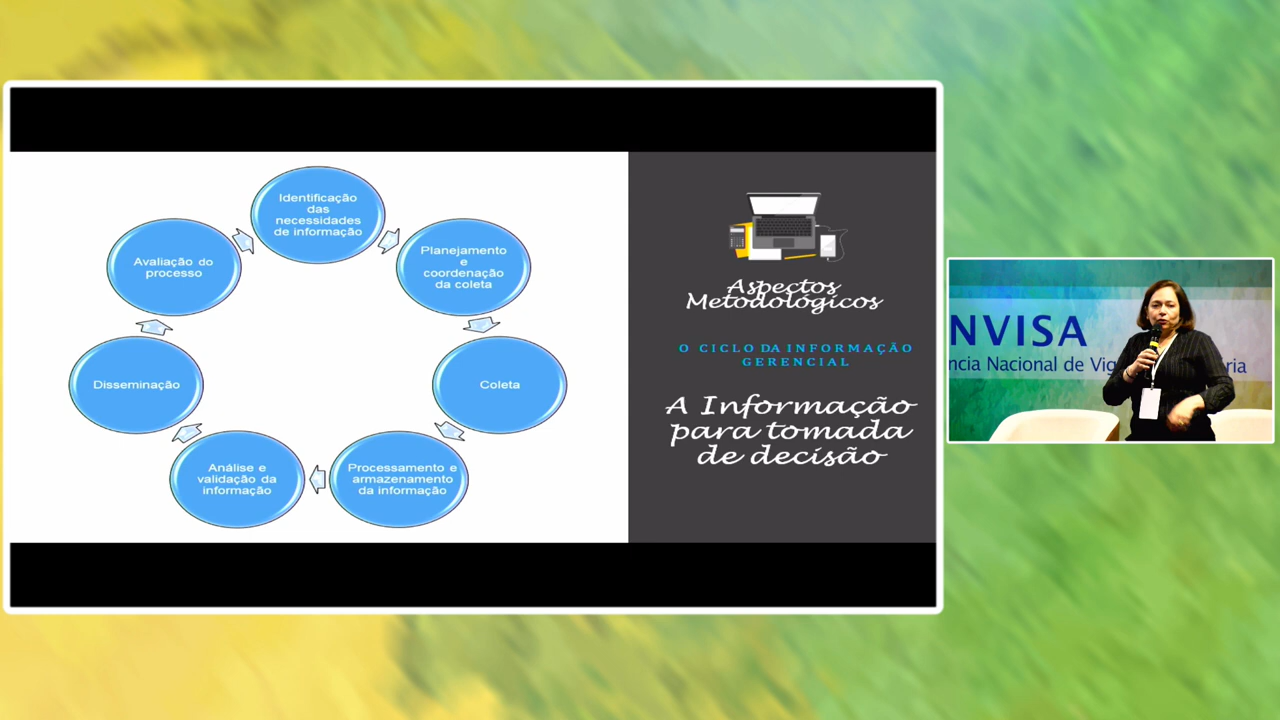 Identificação
das
necessidades
de informação
Planejamento
e
coordenação
da coleta
Coleta
Processamento e
armazenamento
da informação
Análise e
validação da
informação
Disseminação
Avaliação do
processo
Aspectos
Metodológicos
O CICLO DA INFORMAÇÃO
GERENCIAL
A Informação
para tomada
de decisão
NVISA
ncia Nacional de Vig
ria